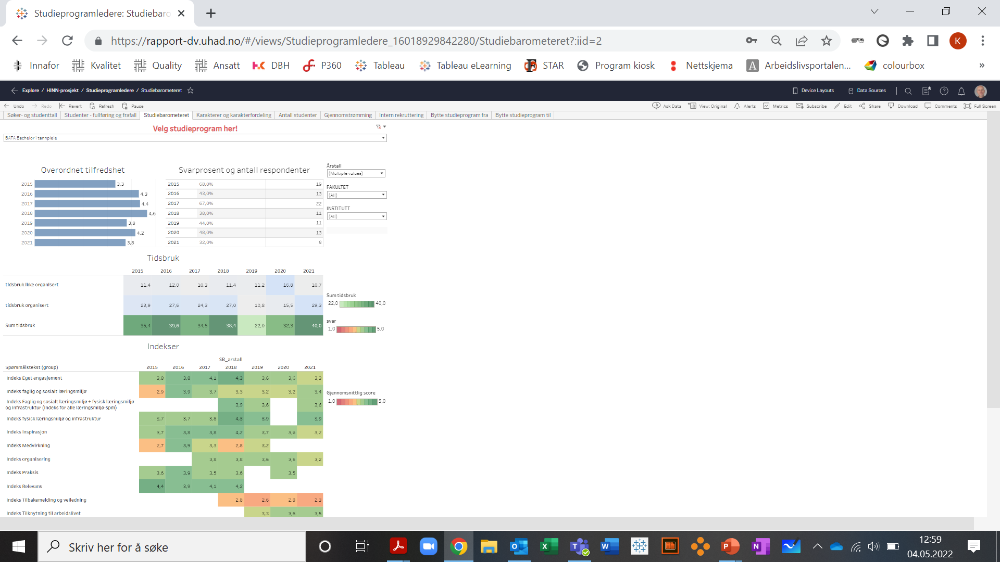 Studieprogramledere: Studiebaro
https://rapport-dv.uhad.no/#/views/Studieprogramledere_16018929842280/Studiebarometeret?:iid=2
K
Innafor Kvalitet Quality Ansatt DBH P360 Tableau Tableau eLearning STAR Program kiosk Nettskjema Arbeidslivsportalen... colourbox »
Explore / HINN-prosjekt / Studieprogramledere / Studiebarometeret Device Layouts Data Sources
Undo Redo Revert Refresh Pause Ask Data View: Original Alerts Metrics Subscribe Edit Share Download Comments Full Screen
Søker- og studenttall Studenter - fullføring og frafall Studiebarometeret Karakterer og karakterfordeling Antall studenter Gjennomstrømming Intern rekruttering Bytte studieprogram fra Bytte studieprogram til
Velg studieprogram her!
BATA Bachelor i tannpleie
Overordnet tilfredshet
2015 3,3
2016 4,3
2017 4,4
2018 4,6
2019 3,8
2020 4,2
2021 3,8
Svarprosent og antall respondenter
2015 68,0% 19
2016 43,0% 13
2017 67,0% 22
2018 38,0% 11
2019 44,0% 11
2020 48,0% 13
2021 32,0% 8
Årstall
(Multiple values)
FAKULTET
(All)
INSTITUTT
(All)
Tidsbruk
2015 2016 2017 2018 2019 2020 2021
tidsbruk ikke organisert 11,4 12,0 10,3 11,4 11,2 16,8 10,7
tidsbruk organisert 23,9 27,6 24,3 27,0 10,8 15,5 29,3
Sum tidsbruk 35,4 39,6 34,5 38,4 22,0 32,3 40,0
Sum tidsbruk
22,0 40,0
svar
1,0 5,0
Indekser
SB_arstall
Spørsmålstekst (group) 2015 2016 2017 2018 2019 2020 2021
Indeks Eget engasjement 3,8 3,8 4,1 4,3 3,6 3,6 3,3
Indeks faglig og sosialt læringsmiljø 2,9 3,9 3,7 3,3 3,2 3,2 3,4
Indeks Faglig og sosialt læringsmiljø + fysisk læringsmiljø
og infrastruktur (indeks for alle læringsmiljø-spm) 3,9 3,6 3,6
Indeks fysisk læringsmiljø og infrastruktur 3,7 3,7 3,8 4,3 3,9 3,9
Indeks Inspirasjon 3,7 3,8 3,8 4,2 3,7 3,6 3,2
Indeks Medvirkning 2,7 3,9 3,3 2,8 3,2
Indeks organisering 3,8 3,8 3,6 3,5 3,2
Indeks Praksis 3,6 3,9 3,5 3,6 3,5
Indeks Relevans 4,4 3,9 4,1 4,2
Indeks Tilbakemelding og veiledning 2,8 2,6 2,8 2,3
Indeks Tilknytning til arbeidslivet 3,3 3,6 3,5
Gjennomsnittlig score
1,0 5,0
Skriv her for å søke
12:59
04.05.2022